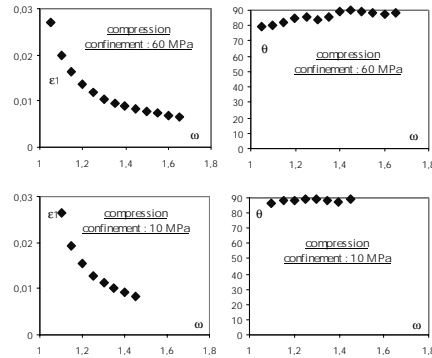 0,03
0,02
0,01
0
1 1,2 1,4 1,6 1,8
ε1
ω
compression
confinement : 60 MPa
90
80
70
60
50
40
30
20
10
0
1 1,2 1,4 1,6 1,8
θ
ω
compression
confinement : 60 MPa
0,03
0,02
0,01
0
1 1,2 1,4 1,6 1,8
ε1
ω
compression
confinement : 10 MPa
90
80
70
60
50
40
30
20
10
0
1 1,2 1,4 1,6 1,8
θ
ω
compression
confinement : 10 MPa